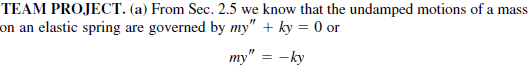 TEAM PROJECT. (a) From Sec. 2.5 we know that the undamped motions of a mass
on an elastic spring are governed by my″ + ky = 0 or
my″ = −ky